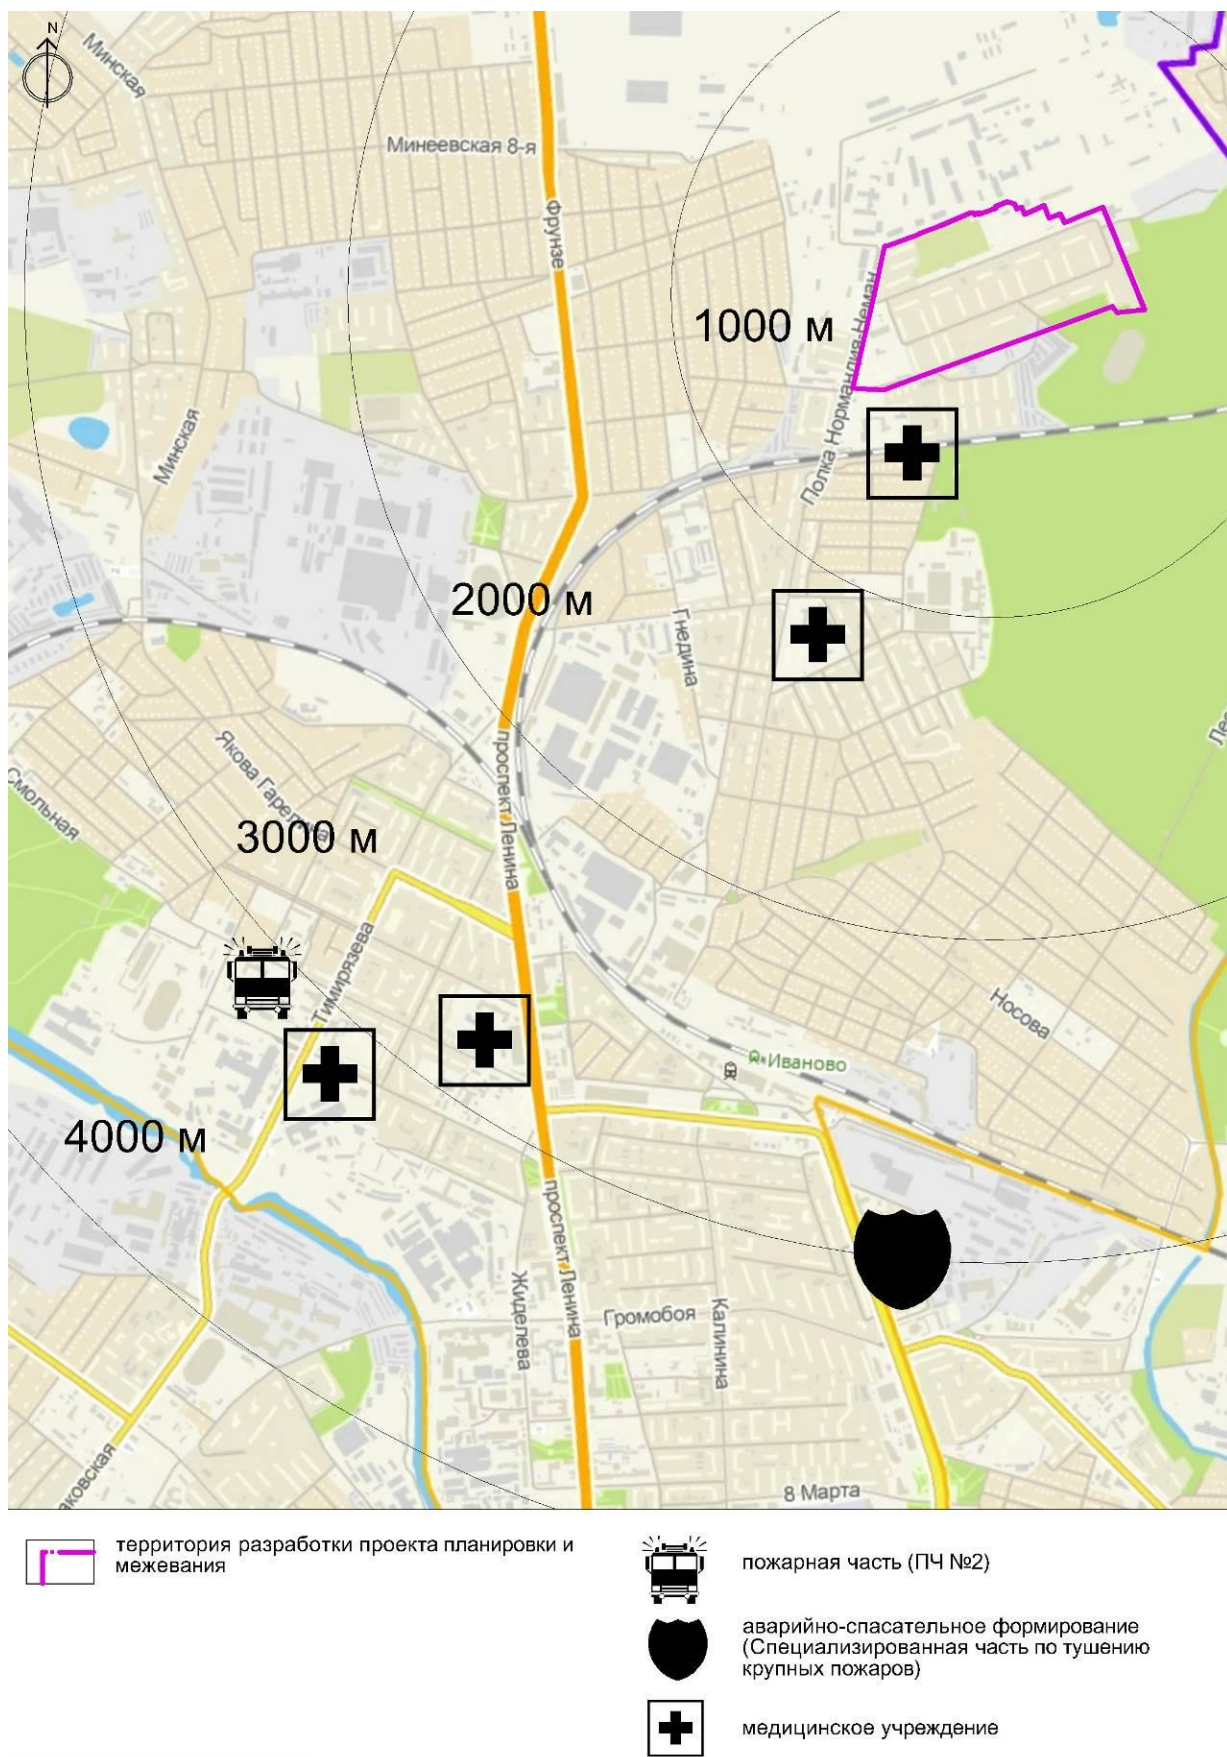 N
Минская
Минеевская 8-я
Фрунзе
1000 м
Полка Нормандия-Неман
Минская
2000 м
Гнедина
Якова Гарелина
проспект Ленина
Смольная
3000 м
Тимирязева
Носова
Иваново
4000 м
проспект Ленина
Жиделева
Громобоя
Калинина
8 Марта
территория разработки проекта планировки и
межевания
пожарная часть (ПЧ №2)
аварийно-спасательное формирование
(Специализированная часть по тушению
крупных пожаров)
медицинское учреждение